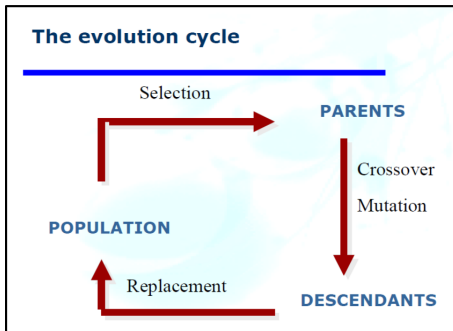 The evolution cycle
Selection
PARENTS
Crossover
Mutation
POPULATION
Replacement
DESCENDANTS